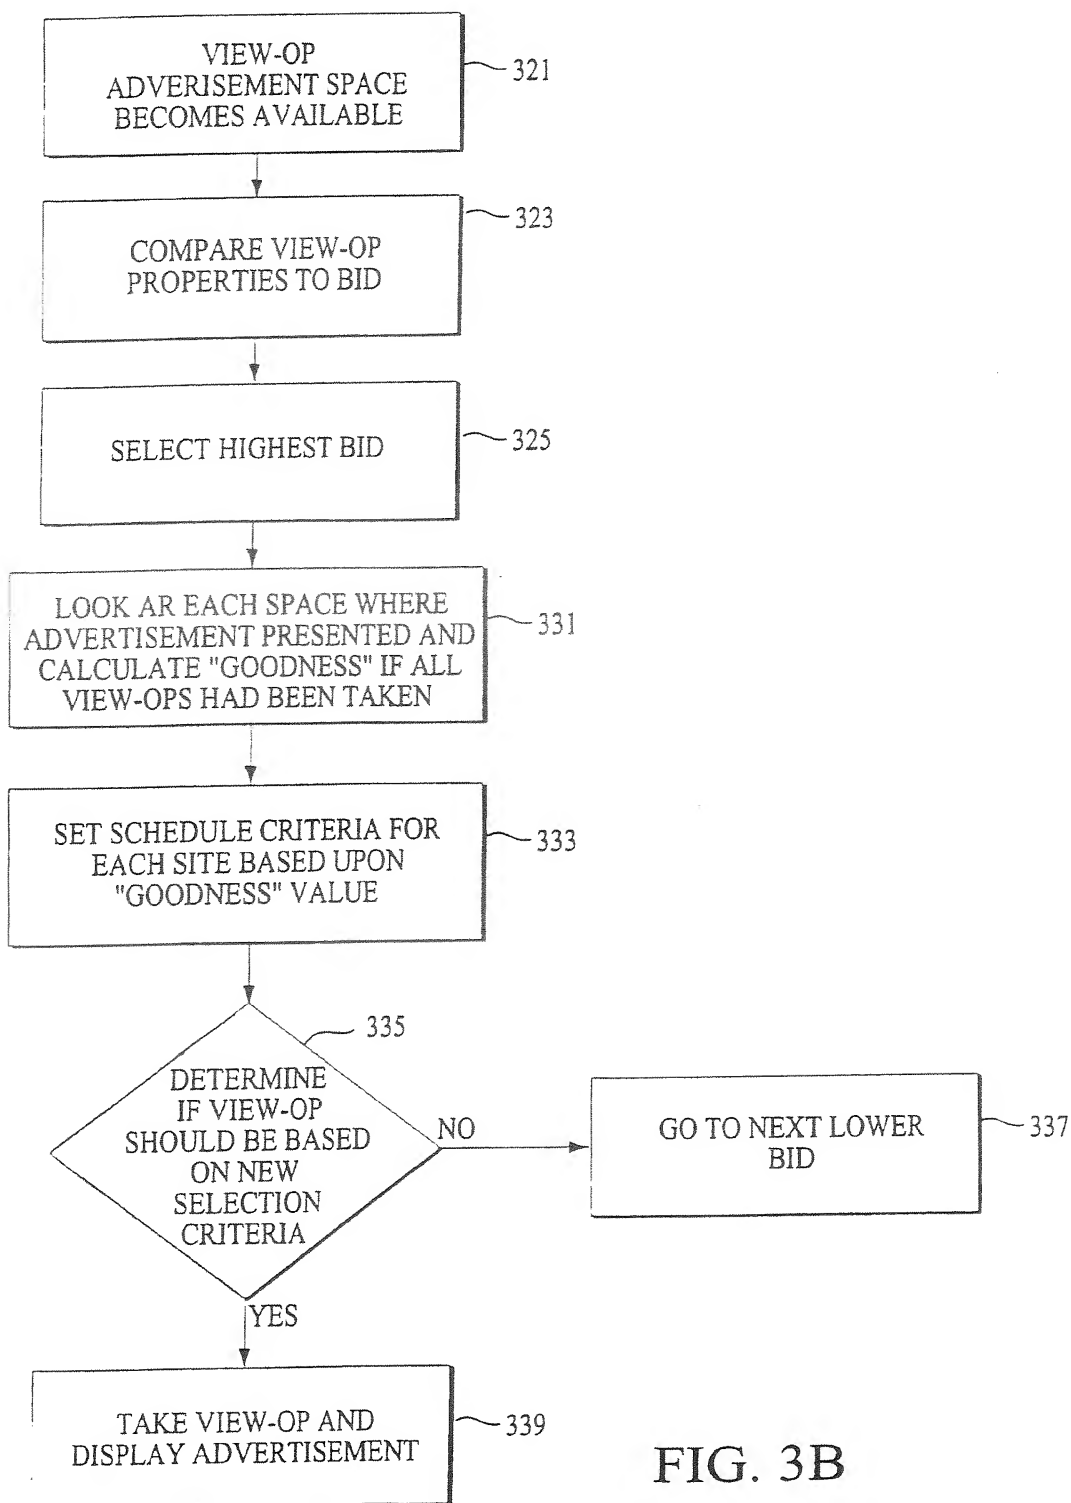 VIEW-OP
ADVERISEMENT SPACE
BECOMES AVAILABLE
321
COMPARE VIEW-OP
PROPERTIES TO BID
323
SELECT HIGHEST BID
325
LOOK AR EACH SPACE WHERE
ADVERTISEMENT PRESENTED AND
CALCULATE "GOODNESS" IF ALL
VIEW-OPS HAD BEEN TAKEN
331
SET SCHEDULE CRITERIA FOR
EACH SITE BASED UPON
"GOODNESS" VALUE
333
335
DETERMINE
IF VIEW-OP
SHOULD BE BASED
ON NEW
SELECTION
CRITERIA
NO
GO TO NEXT LOWER
BID
337
YES
TAKE VIEW-OP AND
DISPLAY ADVERTISEMENT
339
FIG. 3B